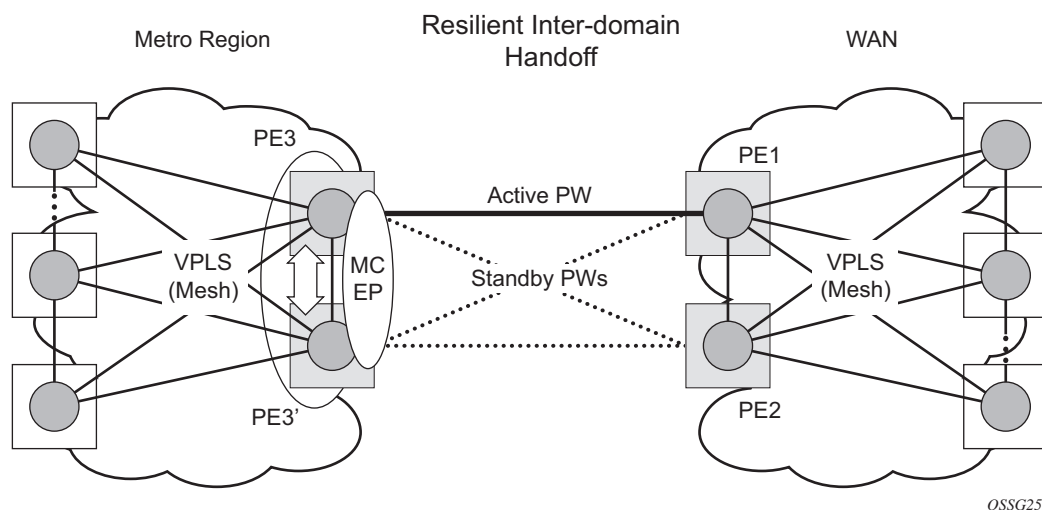 Resilient Inter-domain
Handoff
Metro Region
WAN
PE3
PE1
Active PW
VPLS
(Mesh)
MC
EP
Standby PWs
VPLS
(Mesh)
PE3’
PE2
OSSG25